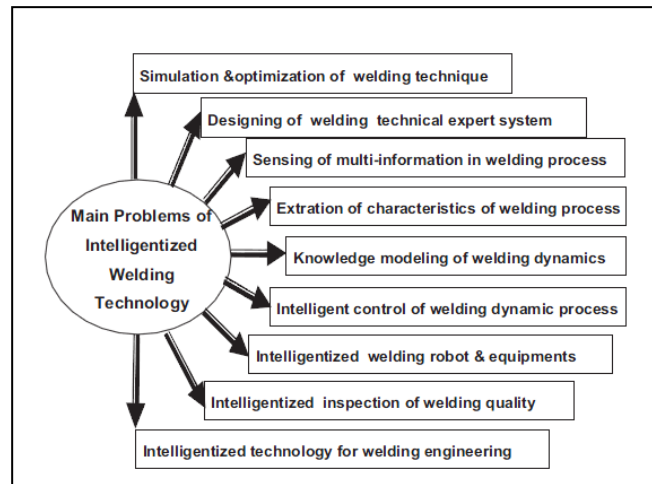 Simulation &optimization of welding technique
Designing of welding technical expert system
Sensing of multi-information in welding process
Extration of characteristics of welding process
Main Problems of
Intelligentized
Welding
Technology
Knowledge modeling of welding dynamics
Intelligent control of welding dynamic process
Intelligentized welding robot & equipments
Intelligentized inspection of welding quality
Intelligentized technology for welding engineering